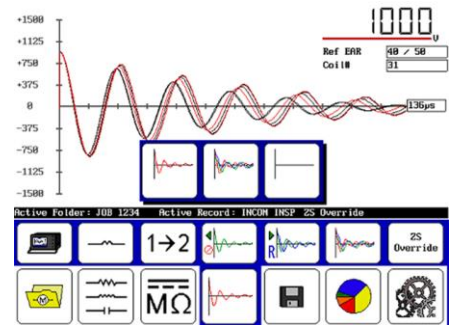 +1500
1000 V
+1125
+750
Ref EAR 40 / 50
Coil# 31
+375
0
136µs
-375
-750
-1125
-1500
Active Folder: JOB 1234 Active Record: INCOM INSP 2S Override
1→2
R
2S
Override
MΩ
M